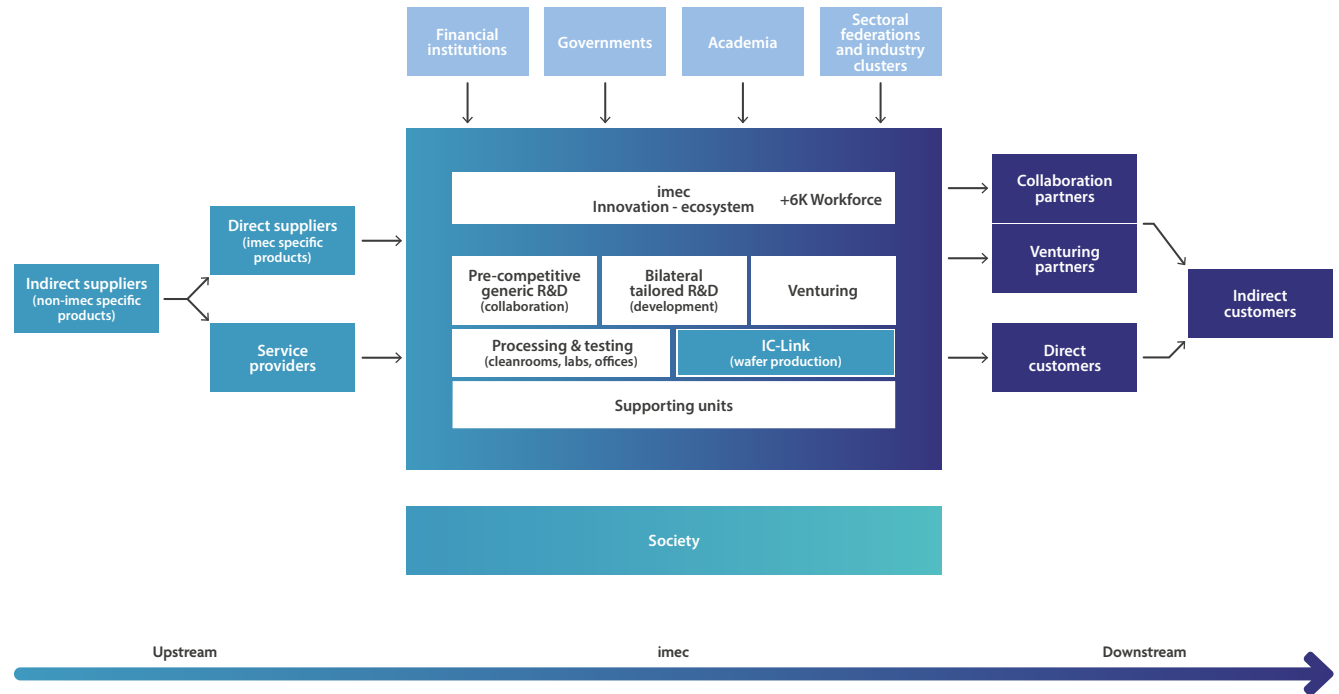 Financial
institutions
Governments
Academia
Sectoral
federations
and industry
clusters
imec
Innovation - ecosystem
+6K Workforce
Pre-competitive
generic R&D
(collaboration)
Bilateral
tailored R&D
(development)
Venturing
Processing & testing
(cleanrooms, labs, offices)
IC-Link
(wafer production)
Supporting units
Indirect suppliers
(non-imec specific
products)
Direct suppliers
(imec specific
products)
Service
providers
Collaboration
partners
Venturing
partners
Direct
customers
Indirect
customers
Society
Upstream
imec
Downstream